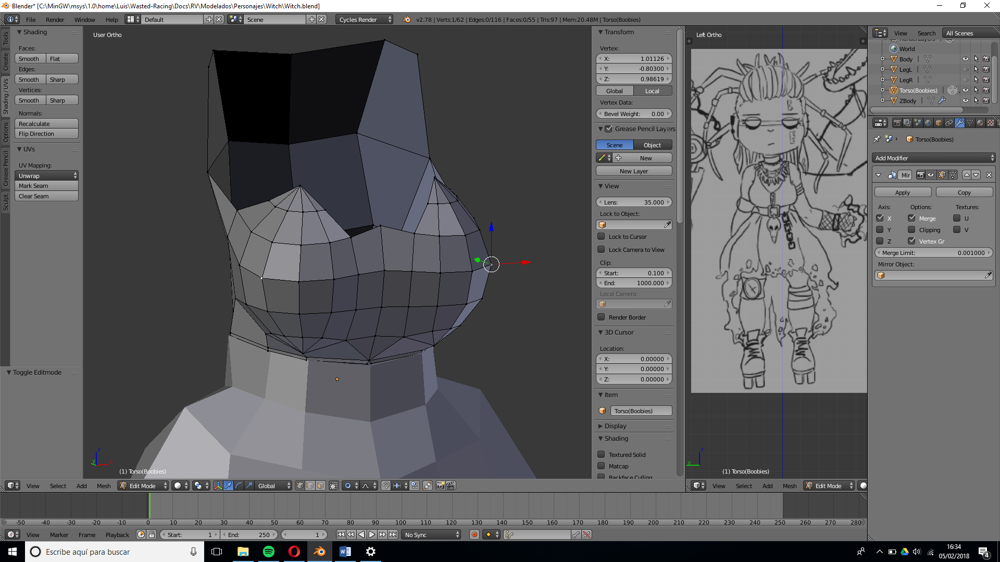 Blender* [C:\MinGW\msys\1.0\home\Luis\Wasted-Racing\Docs\RV\Modelados\Personajes\Witch\Witch.blend]
File Render Window Help Default Scene Cycles Render v2.78 | Verts:1/62 | Edges:0/116 | Faces:0/55 | Tris:97 | Mem:20.48M | Torso(Boobies)
Tools
Create
Shading / UVs
Options
Grease Pencil
Sculpt
Shading
Faces:
Smooth Flat
Edges:
Smooth Sharp
Vertices:
Smooth Sharp
Normals:
Recalculate
Flip Direction
UVs
UV Mapping:
Unwrap
Mark Seam
Clear Seam
Toggle Editmode
User Ortho
z
y
x
(1) Torso(Boobies)
Transform
Vertex:
X: 1.01126
Y: -0.80300
Z: 0.98619
Global Local
Vertex Data:
Bevel Weight: 0.00
Grease Pencil Layers
Scene Object
New
New Layer
View
Lens: 35.000
Lock to Object:
Lock to Cursor
Lock Camera to View
Clip:
Start: 0.100
End: 1000.000
Local Camera:
Render Border
3D Cursor
Location:
X: 0.00000
Y: 0.00000
Z: 0.00000
Item
Torso(Boobies)
Display
Shading
Textured Solid
Matcap
Backface Culling
Left Ortho
z
y
(1) Torso(Boobies)
View Search All Scenes
RenderLayers
World
Body
LegL
LegR
Torso(Boobies)
ZBody
Torso(Boobies)
Add Modifier
Mir
Apply Copy
Axis: Options: Textures:
X Merge U
Y Clipping V
Z Vertex Gr
Merge Limit: 0.001000
Mirror Object:
View Select Add Mesh Edit Mode Global
View Select Add Mesh Edit Mode
-50 -40 -30 -20 -10 0 10 20 30 40 50 60 70 80 90 100 110 120 130 140 150 160 170 180 190 200 210 220 230 240 250 260 270 280
View Marker Frame Playback Start: 1 End: 250 1 No Sync
Escribe aquí para buscar
16:34
05/02/2018
4